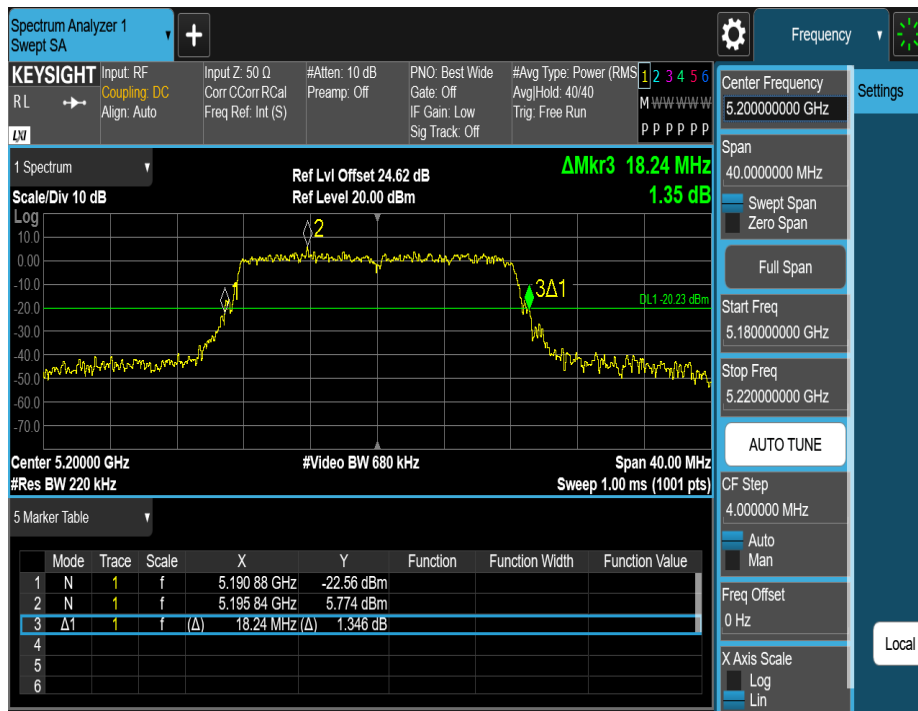 Spectrum Analyzer 1
Swept SA
+
Frequency
KEYSIGHT
RL
LXI
Input: RF
Coupling: DC
Align: Auto
Input Z: 50 Ω
Corr CCorr RCal
Freq Ref: Int (S)
#Atten: 10 dB
Preamp: Off
PNO: Best Wide
Gate: Off
IF Gain: Low
Sig Track: Off
#Avg Type: Power (RMS
Avg|Hold: 40/40
Trig: Free Run
1 2 3 4 5 6
M W W W W W
P P P P P P
1 Spectrum
Scale/Div 10 dB
Ref Lvl Offset 24.62 dB
Ref Level 20.00 dBm
ΔMkr3 18.24 MHz
1.35 dB
Log
10.0
0.00
-10.0
-20.0
-30.0
-40.0
-50.0
-60.0
-70.0
2
1
3Δ1
DL1 -20.23 dBm
Center 5.20000 GHz
#Video BW 680 kHz
Span 40.00 MHz
#Res BW 220 kHz
Sweep 1.00 ms (1001 pts)
5 Marker Table
Mode Trace Scale X Y Function Function Width Function Value
1 N 1 f 5.190 88 GHz -22.56 dBm
2 N 1 f 5.195 84 GHz 5.774 dBm
3 Δ1 1 f (Δ) 18.24 MHz (Δ) 1.346 dB
4
5
6
Center Frequency
5.200000000 GHz
Span
40.0000000 MHz
Swept Span
Zero Span
Full Span
Start Freq
5.180000000 GHz
Stop Freq
5.220000000 GHz
AUTO TUNE
CF Step
4.000000 MHz
Auto
Man
Freq Offset
0 Hz
X Axis Scale
Log
Lin
Settings
Local